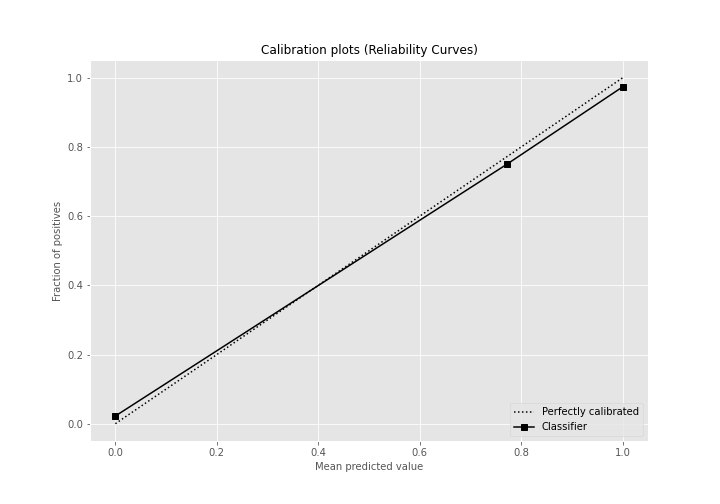 Calibration plots (Reliability Curves)
1.0
0.8
0.6
0.4
0.2
0.0
Fraction of positives
Perfectly calibrated
Classifier
0.0 0.2 0.4 0.6 0.8 1.0
Mean predicted value